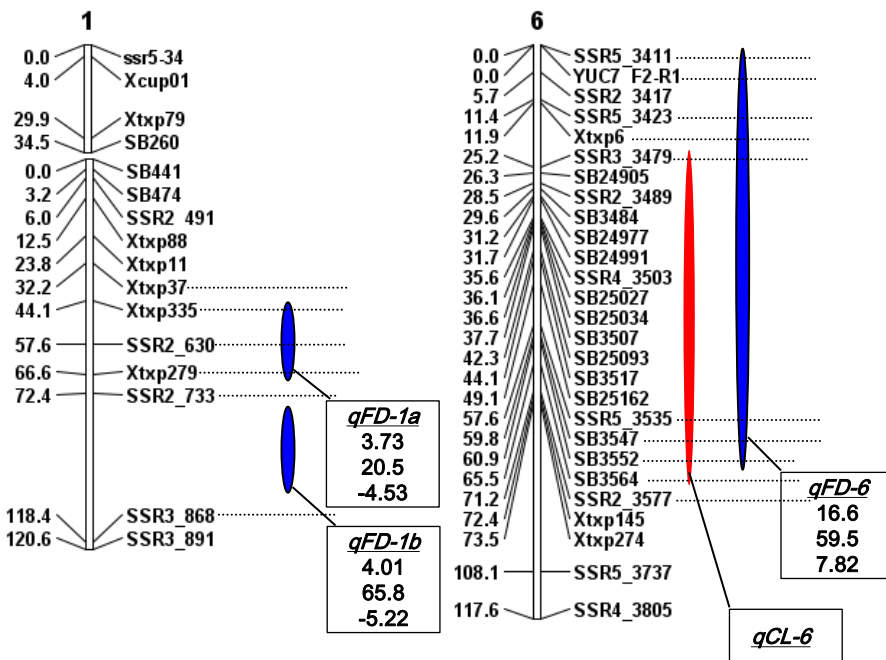 1
0.0 ssr5-34
4.0 Xcup01
29.9 Xtxp79
34.5 SB260
0.0 SB441
3.2 SB474
6.0 SSR2_491
12.5 Xtxp88
23.8 Xtxp11
32.2 Xtxp37
44.1 Xtxp335
57.6 SSR2_630
66.6 Xtxp279
72.4 SSR2_733
118.4 SSR3_868
120.6 SSR3_891
qFD-1a
3.73
20.5
-4.53
qFD-1b
4.01
65.8
-5.22
6
0.0 SSR5_3411
0.0 YUC7_F2-R1
5.7 SSR2_3417
11.4 SSR5_3423
11.9 Xtxp6
25.2 SSR3_3479
26.3 SB24905
28.5 SSR2_3489
29.6 SB3484
31.2 SB24977
31.7 SB24991
35.6 SSR4_3503
36.1 SB25027
36.6 SB25034
37.7 SB3507
42.3 SB25093
44.1 SB3517
49.1 SB25162
57.6 SSR5_3535
59.8 SB3547
60.9 SB3552
65.5 SB3564
71.2 SSR2_3577
72.4 Xtxp145
73.5 Xtxp274
108.1 SSR5_3737
117.6 SSR4_3805
qFD-6
16.6
59.5
7.82
qCL-6